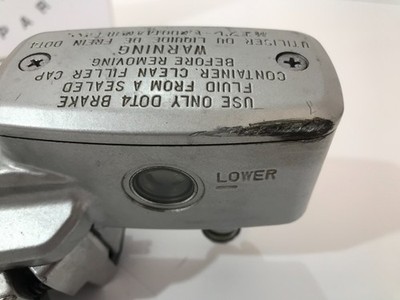 USE ONLY DOT4 BRAKE
FLUID FROM A SEALED
CONTAINER. CLEAN FILLER CAP
BEFORE REMOVING
WARNING.
UTILISER DU LIQUIDE DE FREIN DOT4
LOWER
PAR